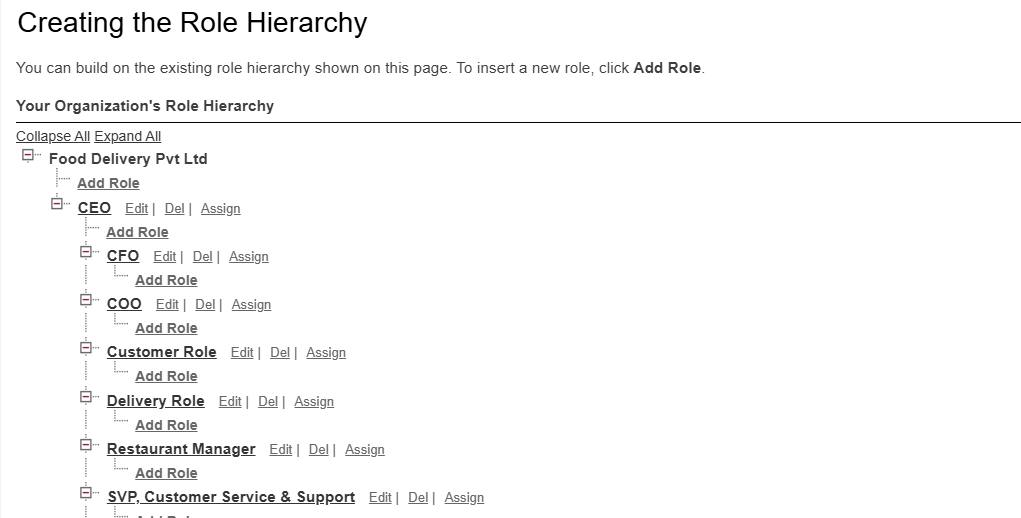 Creating the Role Hierarchy
You can build on the existing role hierarchy shown on this page. To insert a new role, click Add Role.
Your Organization's Role Hierarchy
Collapse All Expand All
Food Delivery Pvt Ltd
Add Role
CEO Edit | Del | Assign
Add Role
CFO Edit | Del | Assign
Add Role
COO Edit | Del | Assign
Add Role
Customer Role Edit | Del | Assign
Add Role
Delivery Role Edit | Del | Assign
Add Role
Restaurant Manager Edit | Del | Assign
Add Role
SVP, Customer Service & Support Edit | Del | Assign